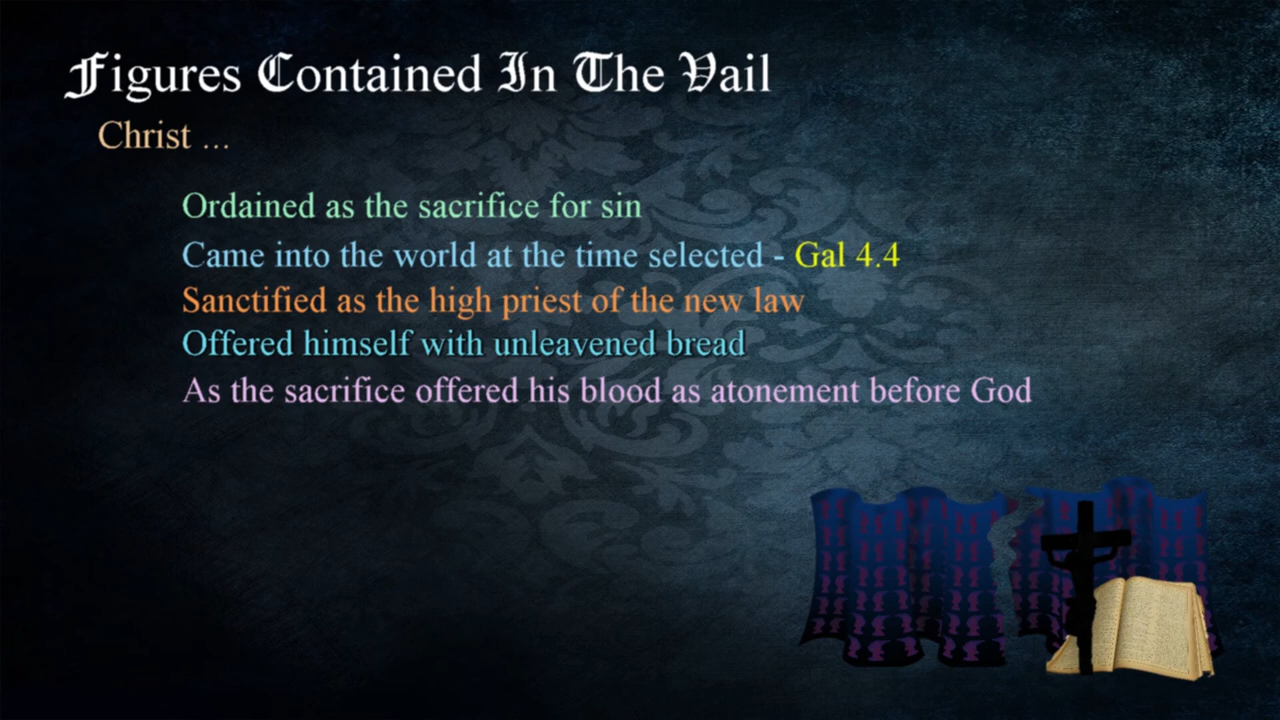 Figures Contained In The Vail
Christ ...
Ordained as the sacrifice for sin
Came into the world at the time selected - Gal 4.4
Sanctified as the high priest of the new law
Offered himself with unleavened bread
As the sacrifice offered his blood as atonement before God